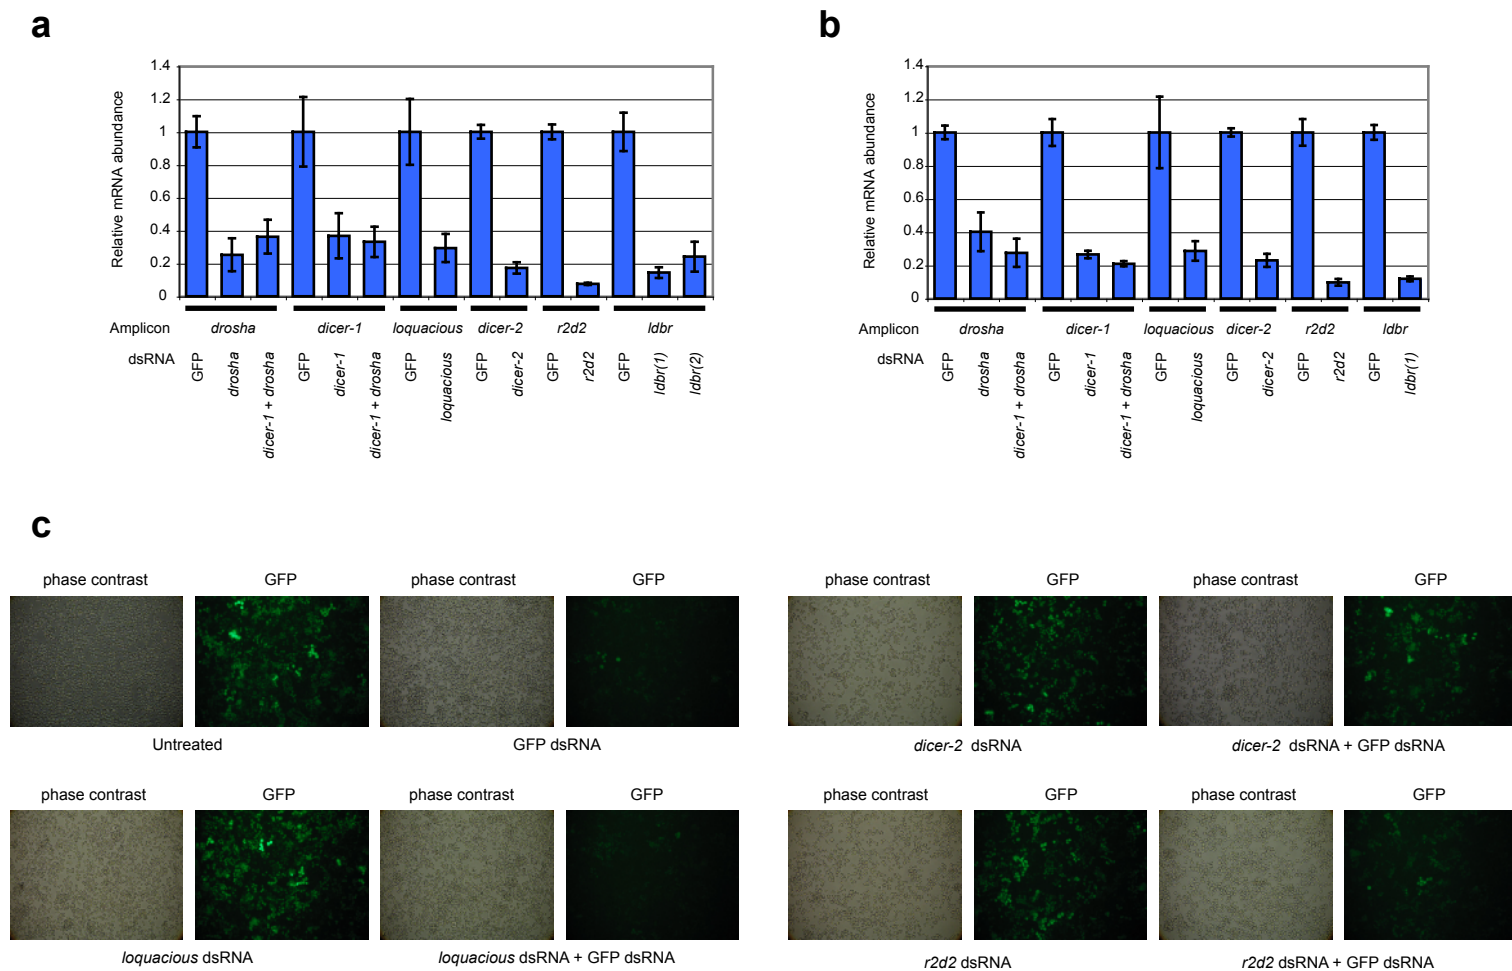 a
1.4
1.2
1
0.8
0.6
0.4
0.2
0
Relative mRNA abundance
Amplicon drosha dicer-1 loquacious dicer-2 r2d2 ldbr
dsRNA GFP drosha dicer-1 + drosha GFP dicer-1 dicer-1 + drosha GFP loquacious GFP dicer-2 GFP r2d2 GFP ldbr(1) ldbr(2)
b
1.4
1.2
1
0.8
0.6
0.4
0.2
0
Relative mRNA abundance
Amplicon drosha dicer-1 loquacious dicer-2 r2d2 ldbr
dsRNA GFP drosha dicer-1 + drosha GFP dicer-1 dicer-1 + drosha GFP loquacious GFP dicer-2 GFP r2d2 GFP ldbr(1)
c
phase contrast GFP phase contrast GFP phase contrast GFP phase contrast GFP
Untreated GFP dsRNA dicer-2 dsRNA dicer-2 dsRNA + GFP dsRNA
phase contrast GFP phase contrast GFP phase contrast GFP phase contrast GFP
loquacious dsRNA loquacious dsRNA + GFP dsRNA r2d2 dsRNA r2d2 dsRNA + GFP dsRNA